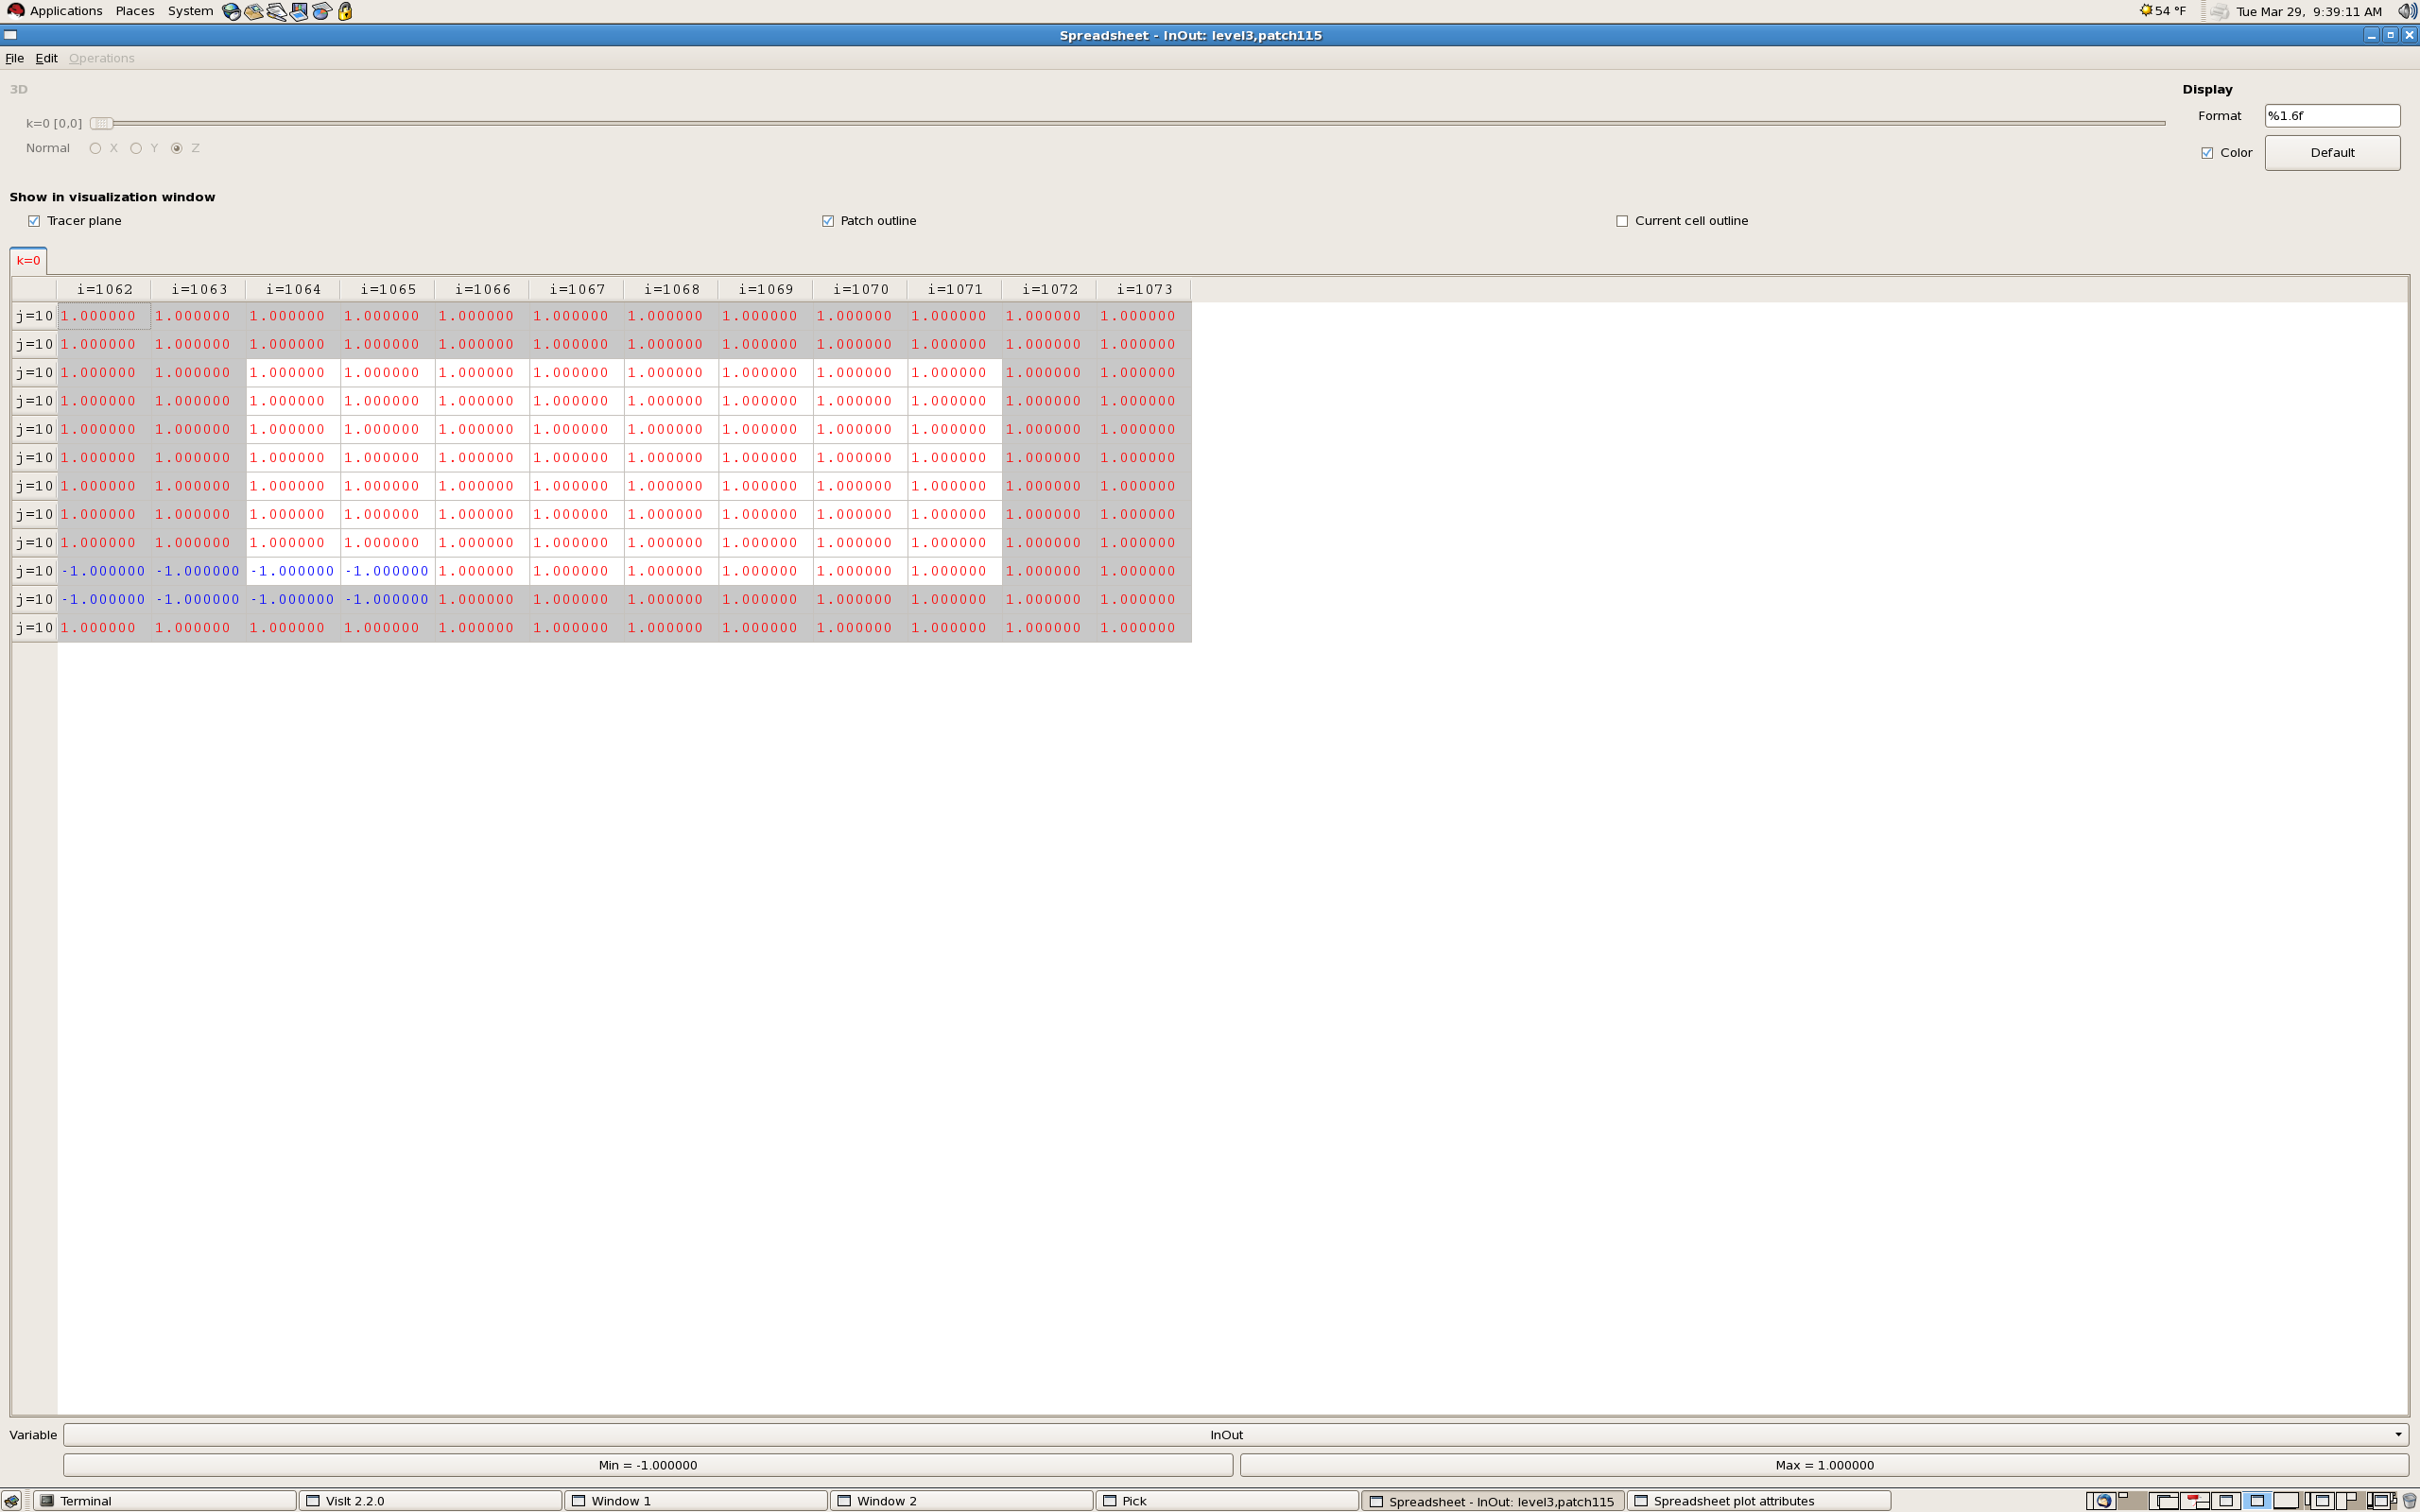 Applications Places System 54 °F Tue Mar 29, 9:39:11 AM
Spreadsheet - InOut: level3,patch115
File Edit Operations
3D Display
Format %1.6f
k=0 [0,0]
Normal X Y Z Color Default
Show in visualization window
Tracer plane Patch outline Current cell outline
k=0
i=1062 i=1063 i=1064 i=1065 i=1066 i=1067 i=1068 i=1069 i=1070 i=1071 i=1072 i=1073
j=10 1.000000 1.000000 1.000000 1.000000 1.000000 1.000000 1.000000 1.000000 1.000000 1.000000 1.000000 1.000000
j=10 1.000000 1.000000 1.000000 1.000000 1.000000 1.000000 1.000000 1.000000 1.000000 1.000000 1.000000 1.000000
j=10 1.000000 1.000000 1.000000 1.000000 1.000000 1.000000 1.000000 1.000000 1.000000 1.000000 1.000000 1.000000
j=10 1.000000 1.000000 1.000000 1.000000 1.000000 1.000000 1.000000 1.000000 1.000000 1.000000 1.000000 1.000000
j=10 1.000000 1.000000 1.000000 1.000000 1.000000 1.000000 1.000000 1.000000 1.000000 1.000000 1.000000 1.000000
j=10 1.000000 1.000000 1.000000 1.000000 1.000000 1.000000 1.000000 1.000000 1.000000 1.000000 1.000000 1.000000
j=10 1.000000 1.000000 1.000000 1.000000 1.000000 1.000000 1.000000 1.000000 1.000000 1.000000 1.000000 1.000000
j=10 1.000000 1.000000 1.000000 1.000000 1.000000 1.000000 1.000000 1.000000 1.000000 1.000000 1.000000 1.000000
j=10 1.000000 1.000000 1.000000 1.000000 1.000000 1.000000 1.000000 1.000000 1.000000 1.000000 1.000000 1.000000
j=10 -1.000000 -1.000000 -1.000000 -1.000000 1.000000 1.000000 1.000000 1.000000 1.000000 1.000000 1.000000 1.000000
j=10 -1.000000 -1.000000 -1.000000 -1.000000 1.000000 1.000000 1.000000 1.000000 1.000000 1.000000 1.000000 1.000000
j=10 1.000000 1.000000 1.000000 1.000000 1.000000 1.000000 1.000000 1.000000 1.000000 1.000000 1.000000 1.000000
Variable InOut
Min = -1.000000 Max = 1.000000
Terminal VisIt 2.2.0 Window 1 Window 2 Pick Spreadsheet - InOut: level3,patch115 Spreadsheet plot attributes